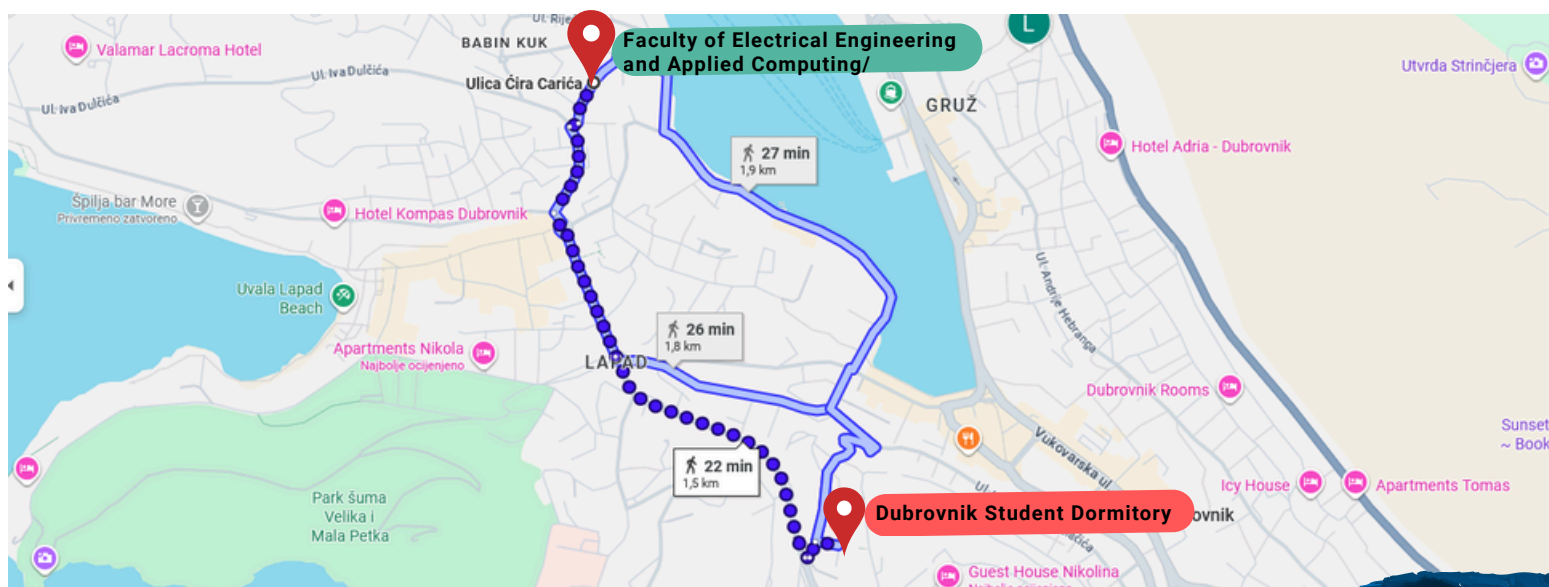 Ul. Rije
BABIN KUK
Valamar Lacroma Hotel
Faculty of Electrical Engineering
and Applied Computing/
L
Utvrda Strinčjera
Ul. Iva Dulčića
Ulica Ćira Carića
Ul. Iva Dulčića
GRUŽ
27 min
1,9 km
Hotel Adria - Dubrovnik
Špilja bar More
Privremeno zatvoreno
Hotel Kompas Dubrovnik
Ul. Andrije Hebranga
Uvala Lapad
Beach
26 min
1,8 km
Apartments Nikola
Najbolje ocijenjeno
LAPAD
Dubrovnik Rooms
Sunset
~ Book
Vukovarska ul.
22 min
1,5 km
Icy House
Apartments Tomas
Park šuma
Velika i
Mala Petka
Dubrovnik Student Dormitory
ovnik
Guest House Nikolina